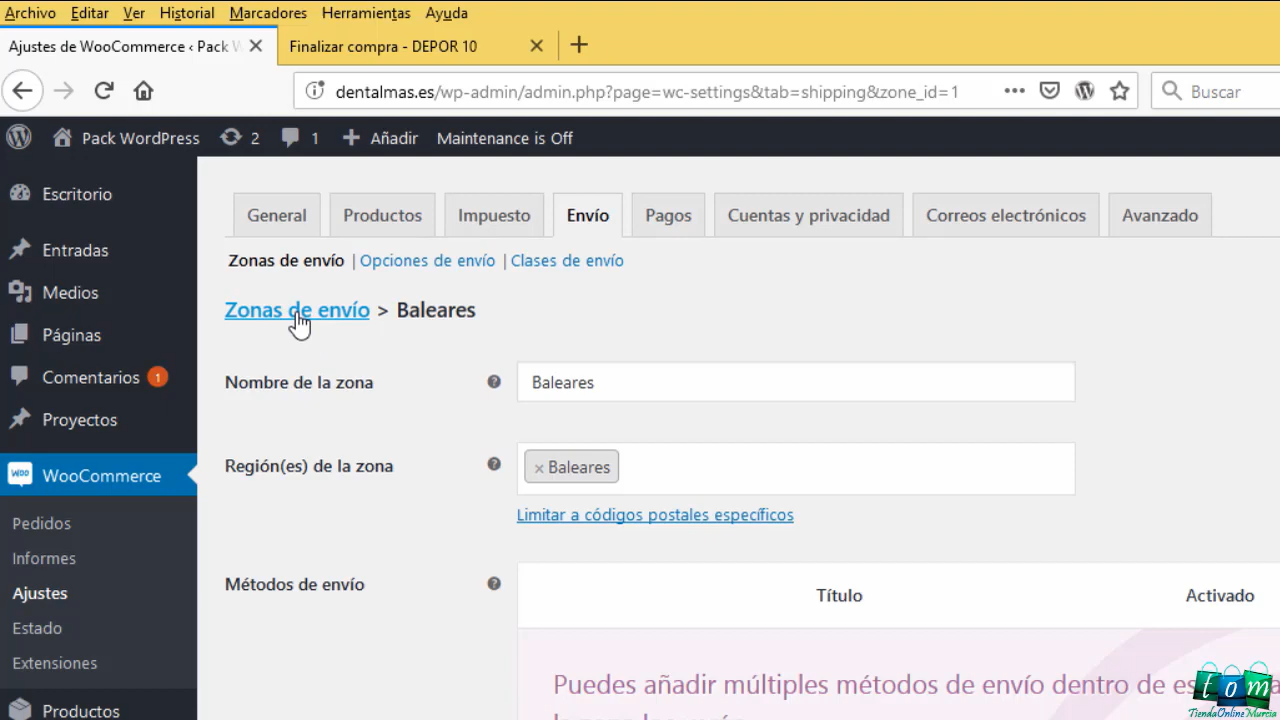 Archivo Editar Ver Historial Marcadores Herramientas Ayuda
Ajustes de WooCommerce ‹ Pack W
Finalizar compra - DEPOR 10
dentalmas.es/wp-admin/admin.php?page=wc-settings&tab=shipping&zone_id=1
Buscar
Pack WordPress 2 1 Añadir Maintenance is Off
Escritorio
Entradas
Medios
Páginas
Comentarios 1
Proyectos
WooCommerce
Pedidos
Informes
Ajustes
Estado
Extensiones
Productos
General Productos Impuesto Envío Pagos Cuentas y privacidad Correos electrónicos Avanzado
Zonas de envío | Opciones de envío | Clases de envío
Zonas de envío > Baleares
Nombre de la zona
Baleares
Región(es) de la zona
× Baleares
Limitar a códigos postales específicos
Métodos de envío
Título Activado
Puedes añadir múltiples métodos de envío dentro de
tom
TiendaOnlineMurcia